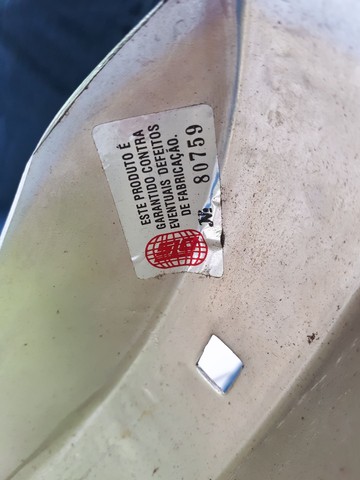 ESTE PRODUTO É
GARANTIDO CONTRA
EVENTUAIS DEFEITOS
DE FABRICAÇÃO.
Nº 80759